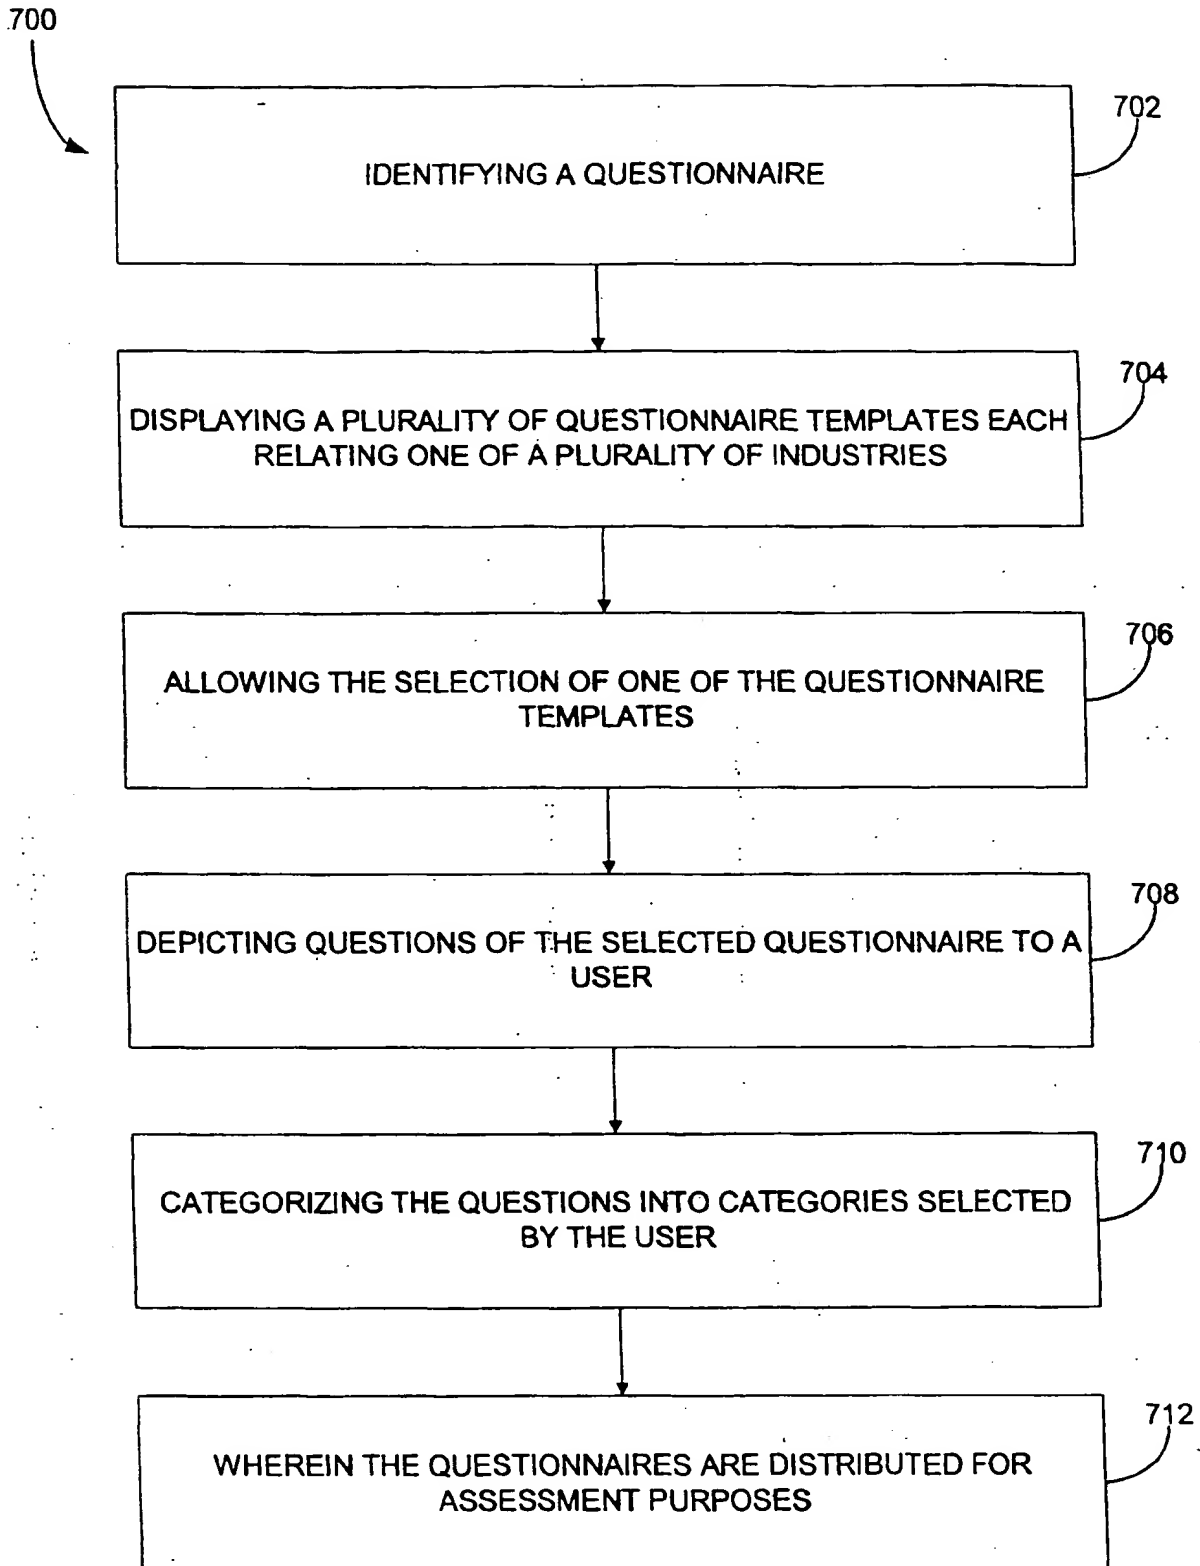 700
702
IDENTIFYING A QUESTIONNAIRE
704
DISPLAYING A PLURALITY OF QUESTIONNAIRE TEMPLATES EACH
RELATING ONE OF A PLURALITY OF INDUSTRIES
706
ALLOWING THE SELECTION OF ONE OF THE QUESTIONNAIRE
TEMPLATES
708
DEPICTING QUESTIONS OF THE SELECTED QUESTIONNAIRE TO A
USER
710
CATEGORIZING THE QUESTIONS INTO CATEGORIES SELECTED
BY THE USER
712
WHEREIN THE QUESTIONNAIRES ARE DISTRIBUTED FOR
ASSESSMENT PURPOSES